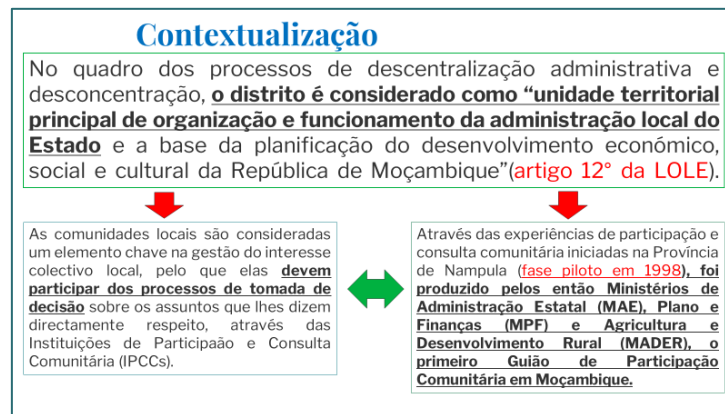 Contextualização
No quadro dos processos de descentralização administrativa e
desconcentração, o distrito é considerado como “unidade territorial
principal de organização e funcionamento da administração local do
Estado e a base da planificação do desenvolvimento económico,
social e cultural da República de Moçambique”(artigo 12° da LOLE).
As comunidades locais são consideradas
um elemento chave na gestão do interesse
colectivo local, pelo que elas devem
participar dos processos de tomada de
decisão sobre os assuntos que lhes dizem
directamente respeito, através das
Instituições de Participaão e Consulta
Comunitária (IPCCs).
Através das experiências de participação e
consulta comunitária iniciadas na Província
de Nampula (fase piloto em 1998), foi
produzido pelos então Ministérios de
Administração Estatal (MAE), Plano e
Finanças (MPF) e Agricultura e
Desenvolvimento Rural (MADER), o
primeiro Guião de Participação
Comunitária em Moçambique.